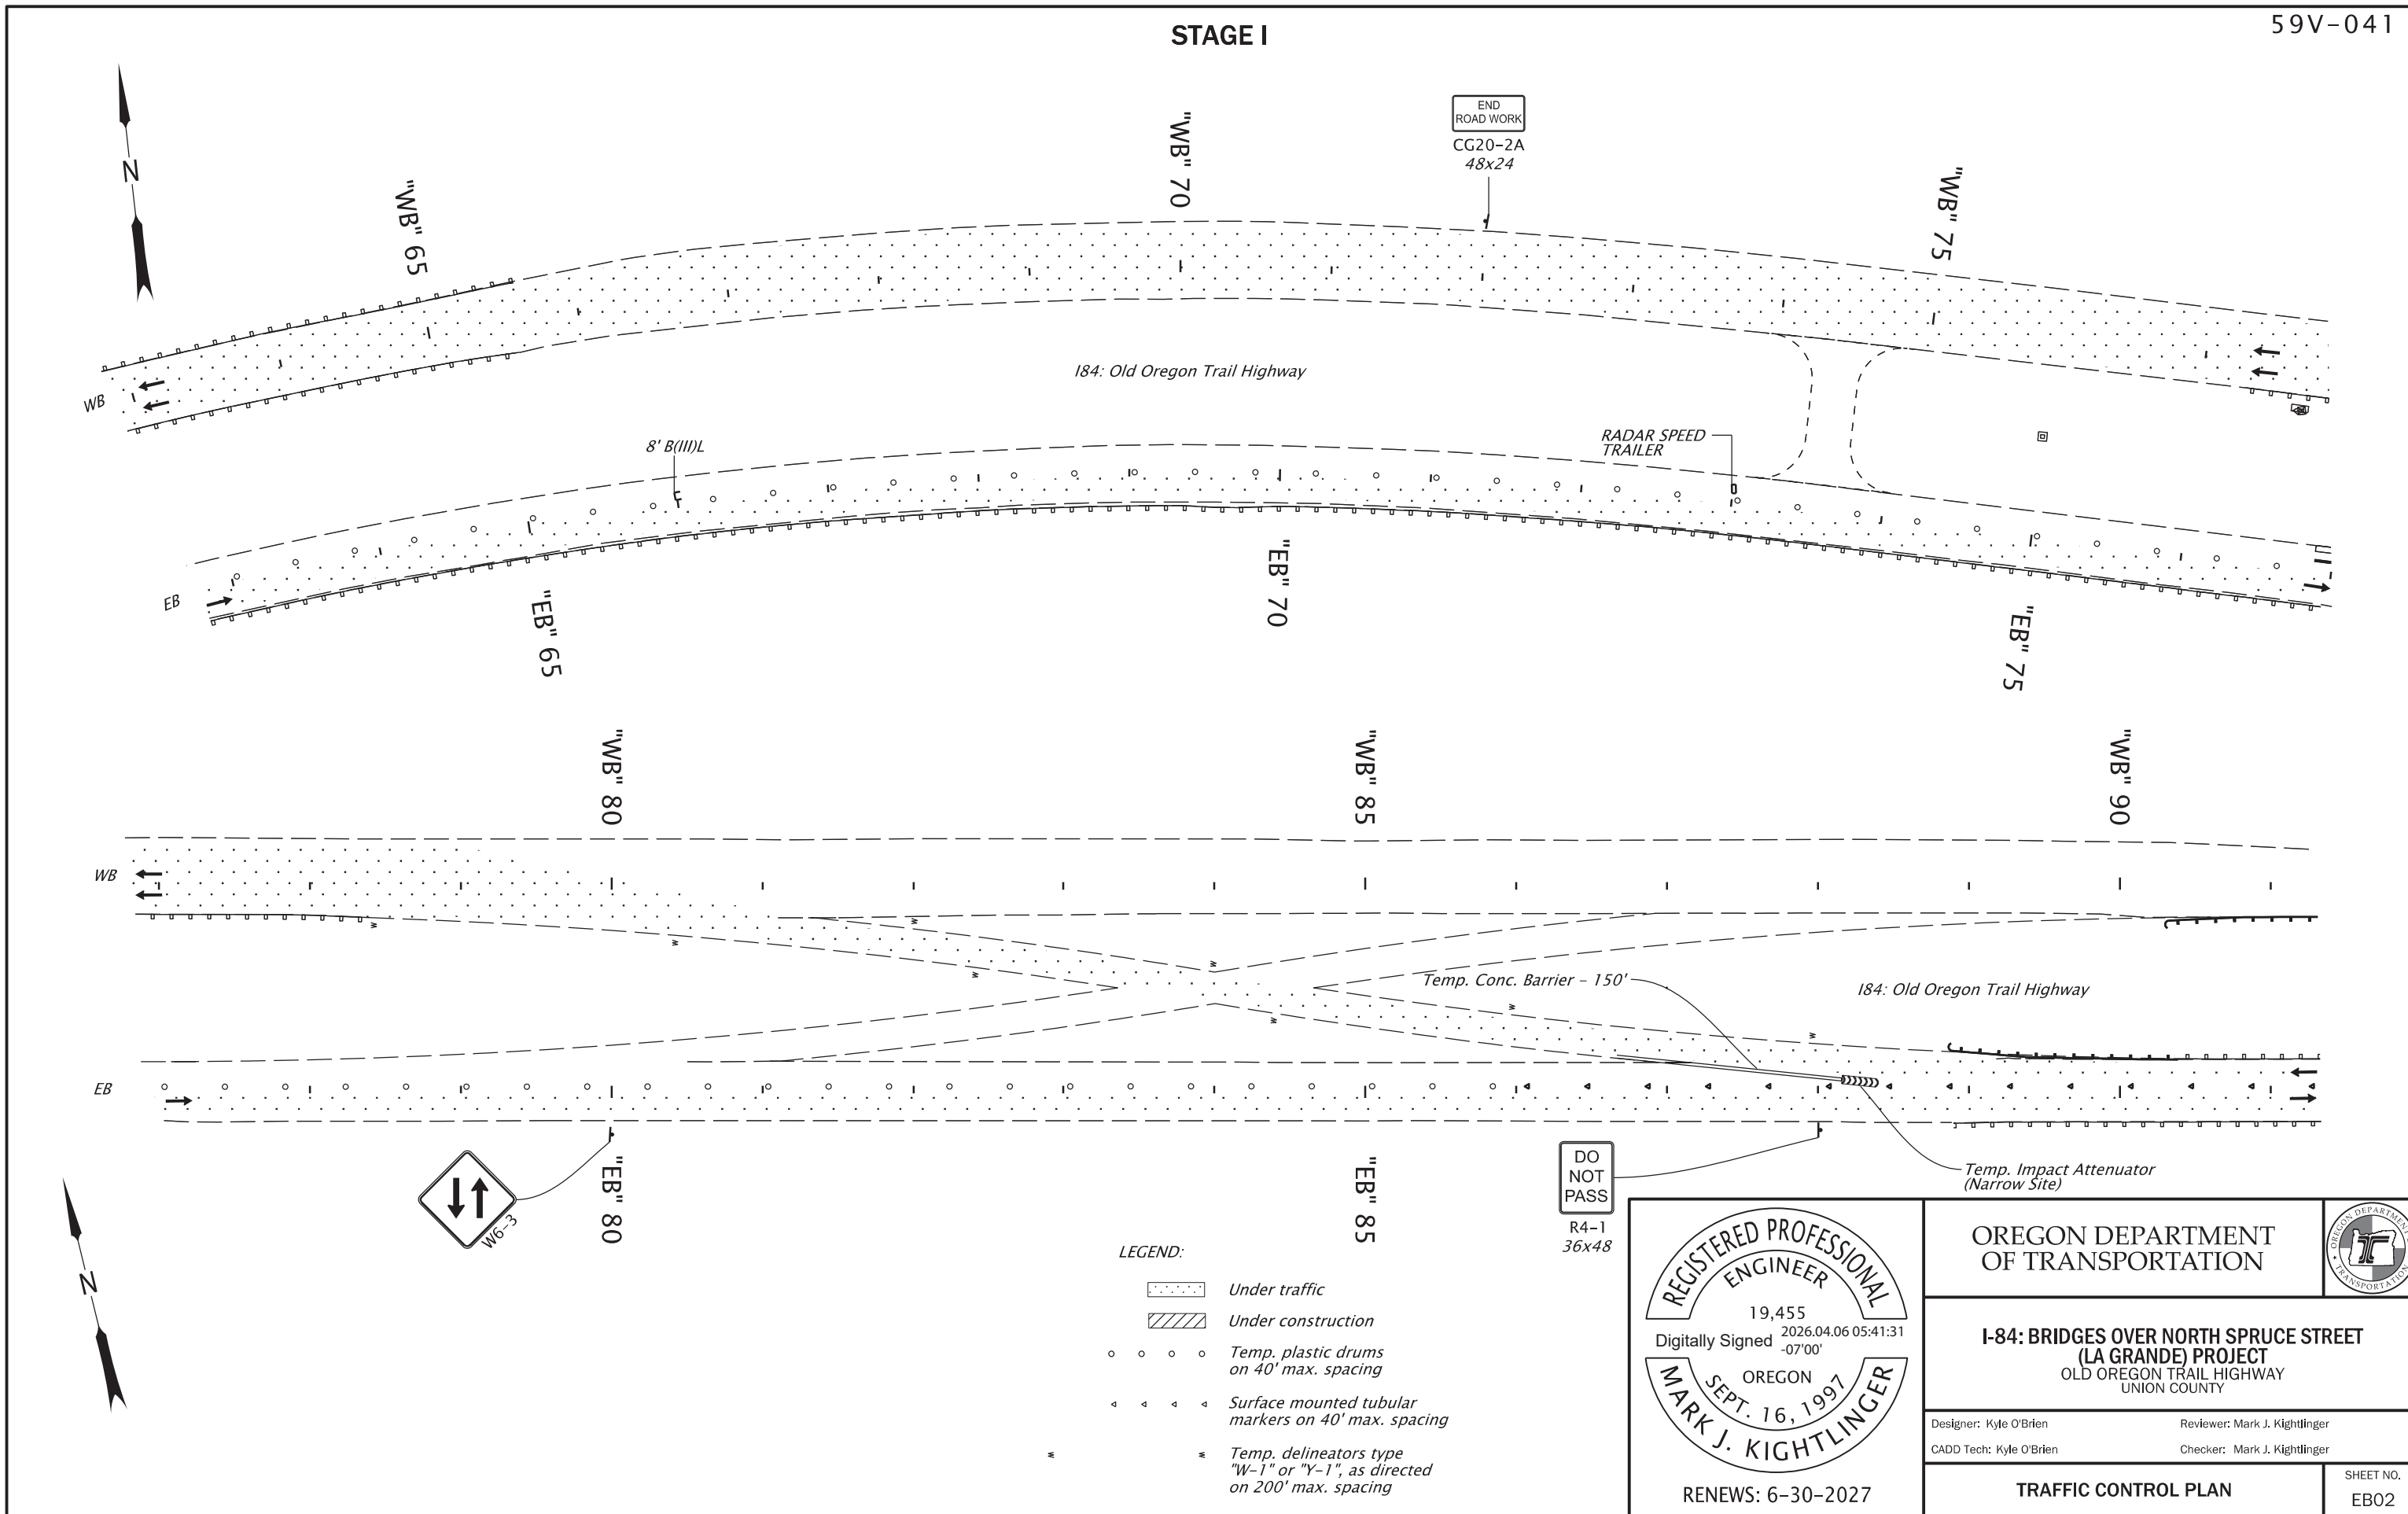 STAGE I
59V-041
N
"WB" 65
"WB" 70
END
ROAD WORK
CG20-2A
48x24
"WB" 75
I84: Old Oregon Trail Highway
WB
8' B(III)L
RADAR SPEED
TRAILER
EB
"EB" 65
"EB" 70
"EB" 75
"WB" 80
"WB" 85
"WB" 90
WB
Temp. Conc. Barrier - 150'
I84: Old Oregon Trail Highway
EB
W6-3
"EB" 80
"EB" 85
DO
NOT
PASS
R4-1
36x48
Temp. Impact Attenuator
(Narrow Site)
N
LEGEND:
Under traffic
Under construction
Temp. plastic drums
on 40' max. spacing
Surface mounted tubular
markers on 40' max. spacing
Temp. delineators type
"W-1" or "Y-1", as directed
on 200' max. spacing
REGISTERED PROFESSIONAL
ENGINEER
19,455
Digitally Signed 2026.04.06 05:41:31
-07'00'
OREGON
SEPT. 16, 1997
MARK J. KIGHTLINGER
RENEWS: 6-30-2027
OREGON DEPARTMENT
OF TRANSPORTATION
OREGON DEPARTMENT
TRANSPORTATION
I-84: BRIDGES OVER NORTH SPRUCE STREET
(LA GRANDE) PROJECT
OLD OREGON TRAIL HIGHWAY
UNION COUNTY
Designer: Kyle O'Brien
Reviewer: Mark J. Kightlinger
CADD Tech: Kyle O'Brien
Checker: Mark J. Kightlinger
TRAFFIC CONTROL PLAN
SHEET NO.
EB02